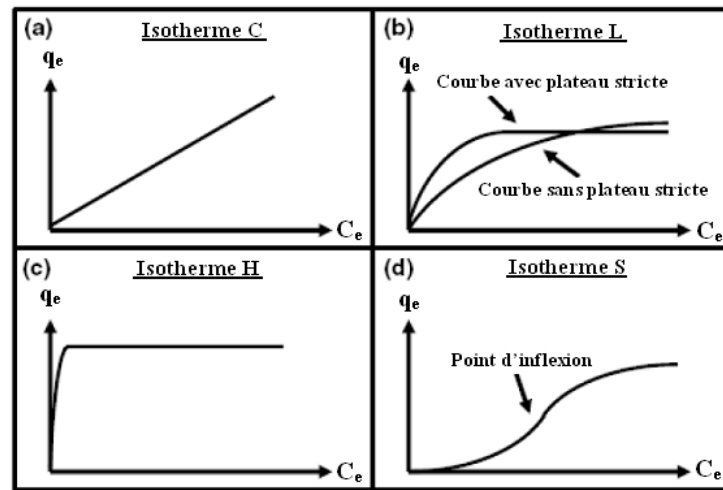 (a) Isotherme C
qe
Ce
(b) Isotherme L
qe
Courbe avec plateau stricte
Courbe sans plateau stricte
Ce
(c) Isotherme H
qe
Ce
(d) Isotherme S
qe
Point d'inflexion
Ce